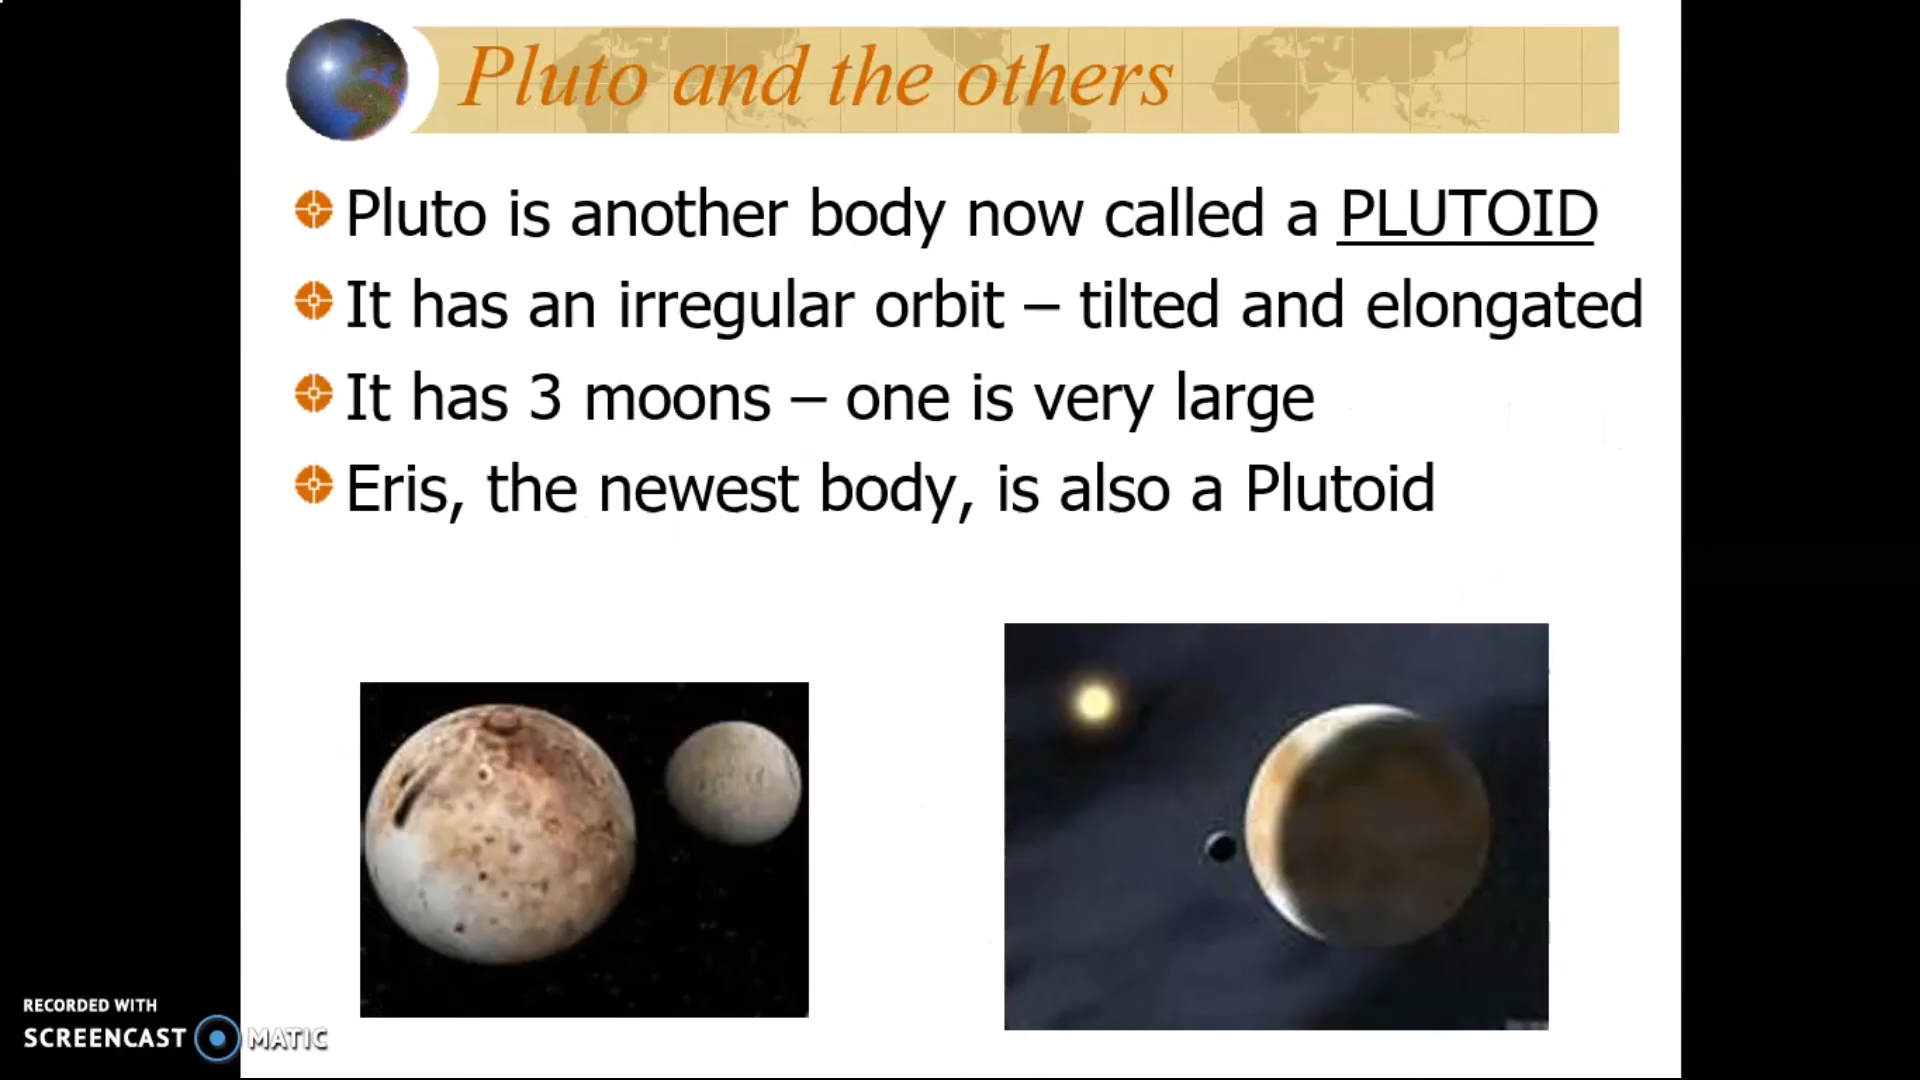 Pluto and the others
Pluto is another body now called a PLUTOID
It has an irregular orbit – tilted and elongated
It has 3 moons – one is very large
Eris, the newest body, is also a Plutoid
RECORDED WITH
SCREENCAST MATIC